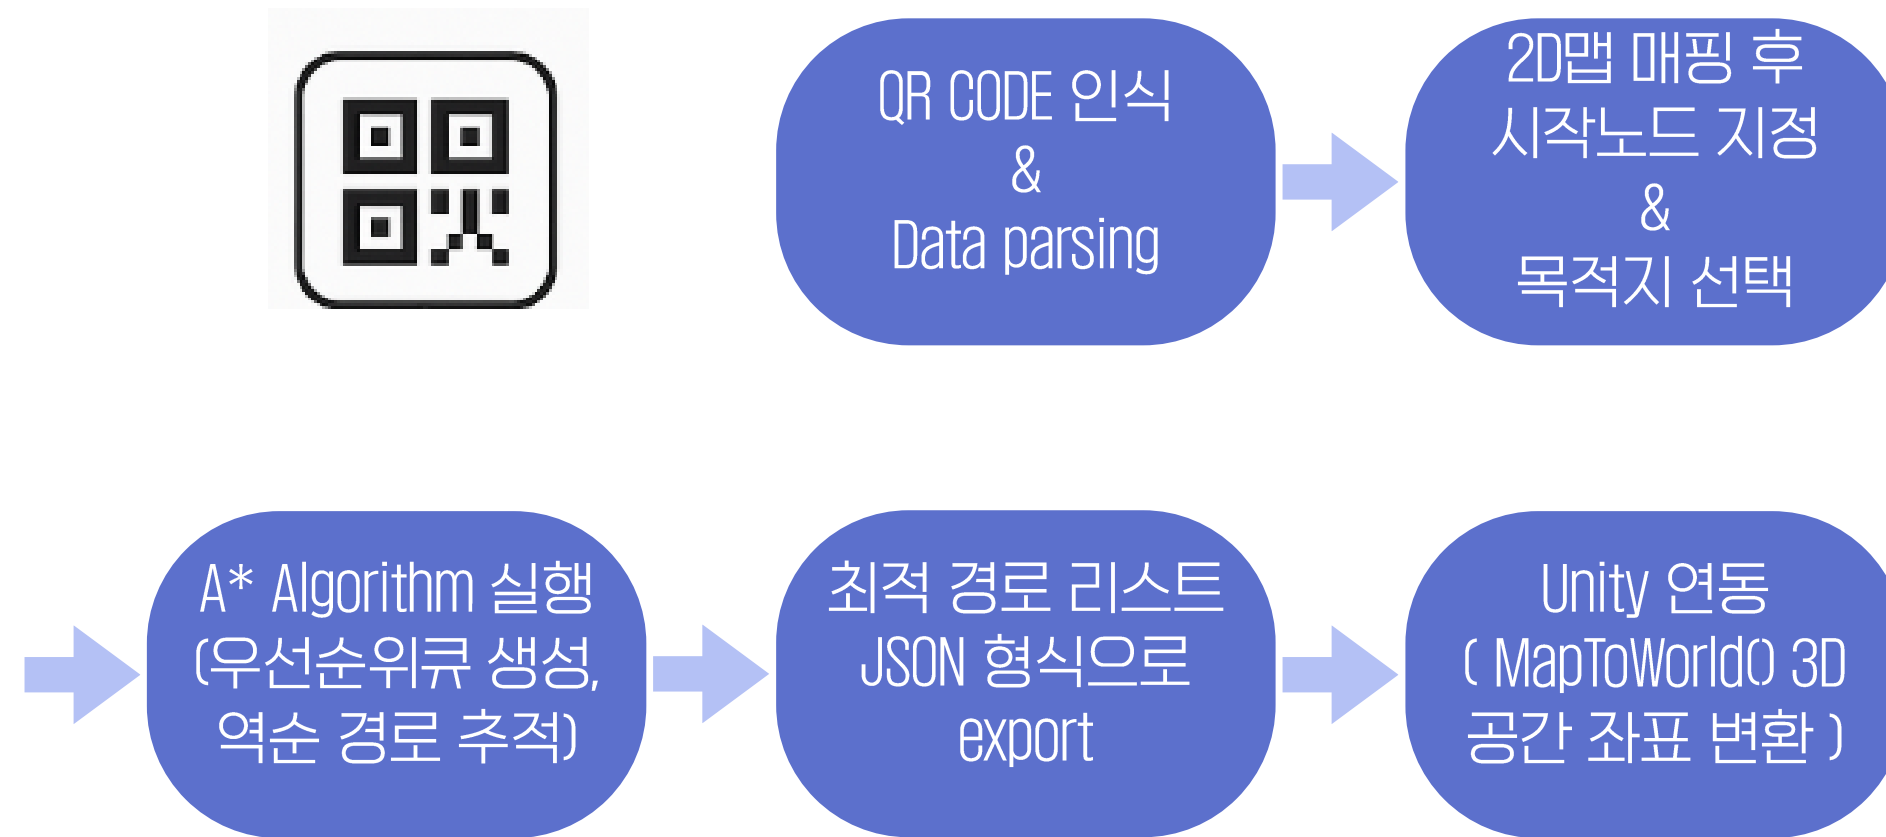 QR CODE 인식
&
Data parsing
2D맵 매핑 후
시작노드 지정
&
목적지 선택
A* Algorithm 실행
(우선순위큐 생성,
역순 경로 추적)
최적 경로 리스트
JSON 형식으로
export
Unity 연동
( MapToWorld() 3D
공간 좌표 변환 )